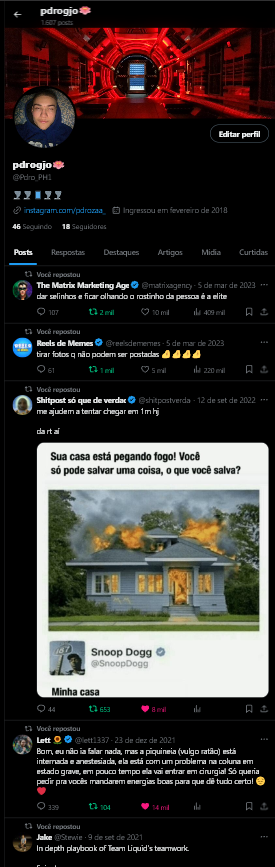 pdrogjo
1.607 posts
Editar perfil
pdrogjo
@Pdro_PH1
instagram.com/pdrozaa_ Ingressou em fevereiro de 2018
46 Seguindo 18 Seguidores
Posts Respostas Destaques Artigos Mídia Curtidas
Você repostou
The Matrix Marketing Age @matrixagency · 5 de mar de 2023
dar selinhos e ficar olhando o rostinho da pessoa é a elite
107 2 mil 10 mil 409 mil
Você repostou
Reels de Memes @reelsdememes · 5 de mar de 2023
tirar fotos q não podem ser postadas
61 1 mil 5 mil 220 mil
Você repostou
Shitpost só que de verdac @shitpostverda · 12 de set de 2022
me ajudem a tentar chegar em 1m hj
da rt aí
Sua casa está pegando fogo! Você
só pode salvar uma coisa, o que você salva?
Snoop Dogg
@SnoopDogg
Minha casa
44 653 8 mil
Você repostou
Lett @lett1337 · 23 de dez de 2021
Bom, eu não ia falar nada, mas a piquineia (vulgo ratão) está
internada e anestesiada, ela está com um problema na coluna em
estado grave, em pouco tempo ela vai entrar em cirurgia! Só queria
pedir pra vocês mandarem energias boas para que dê tudo certo!
339 104 14 mil
Você repostou
Jake @Stewie · 9 de set de 2021
In depth playbook of Team Liquid's teamwork.